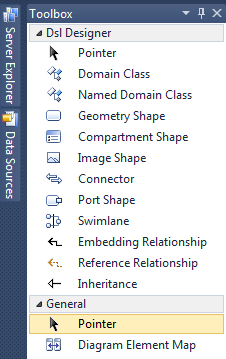 Server Explorer
Data Sources
Toolbox
Dsl Designer
Pointer
Domain Class
Named Domain Class
Geometry Shape
Compartment Shape
Image Shape
Connector
Port Shape
Swimlane
Embedding Relationship
Reference Relationship
Inheritance
General
Pointer
Diagram Element Map